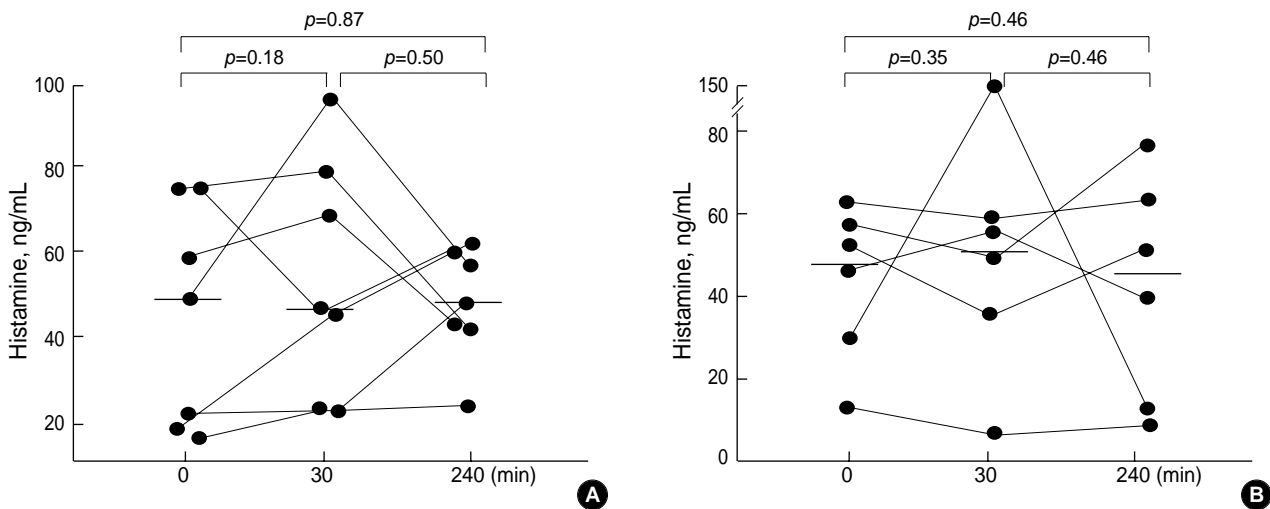 p=0.87
p=0.18
p=0.50
100
80
60
40
20
Histamine, ng/mL
0
30
240 (min)
A
p=0.46
p=0.35
p=0.46
150
80
60
40
20
0
Histamine, ng/mL
0
30
240 (min)
B